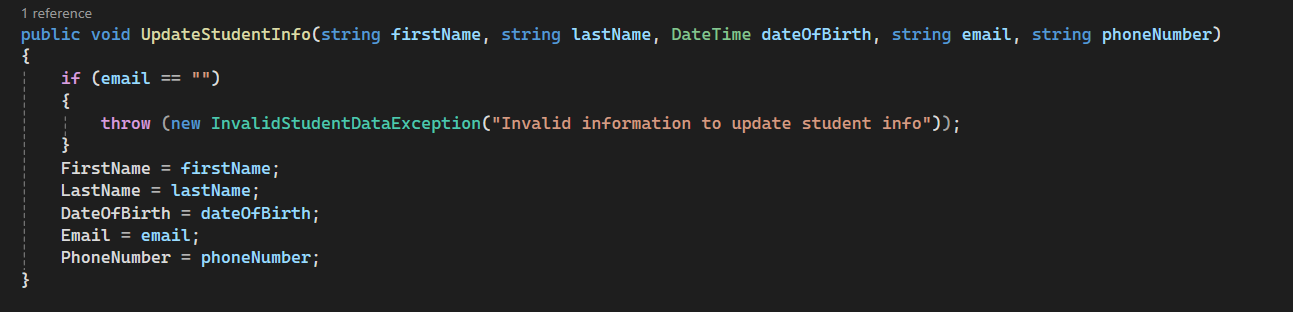 1 reference
public void UpdateStudentInfo(string firstName, string lastName, DateTime dateOfBirth, string email, string phoneNumber)
{
if (email == "")
{
throw (new InvalidStudentDataException("Invalid information to update student info"));
}
FirstName = firstName;
LastName = lastName;
DateOfBirth = dateOfBirth;
Email = email;
PhoneNumber = phoneNumber;
}